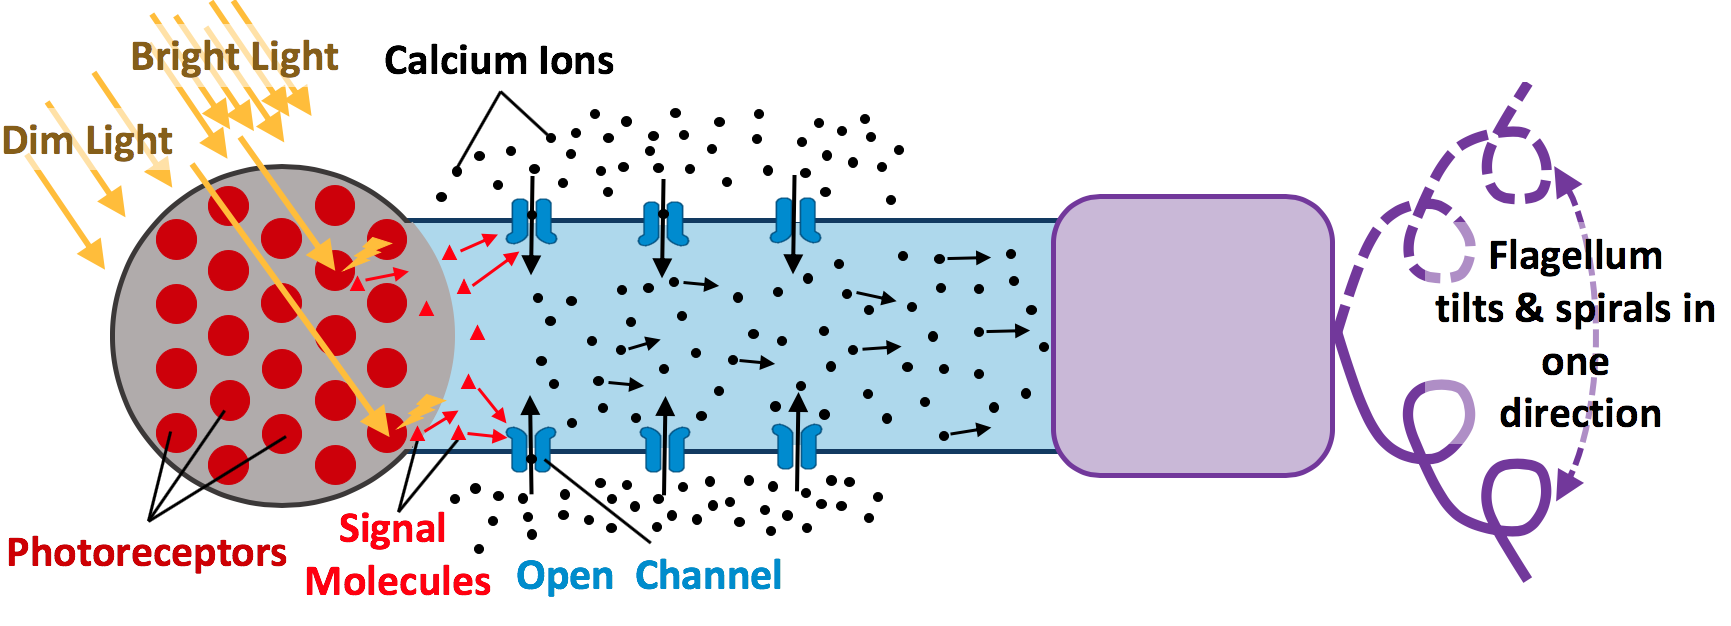 Bright Light
Calcium Ions
Dim Light
Flagellum
tilts & spirals in
one
direction
Photoreceptors
Signal
Molecules
Open Channel